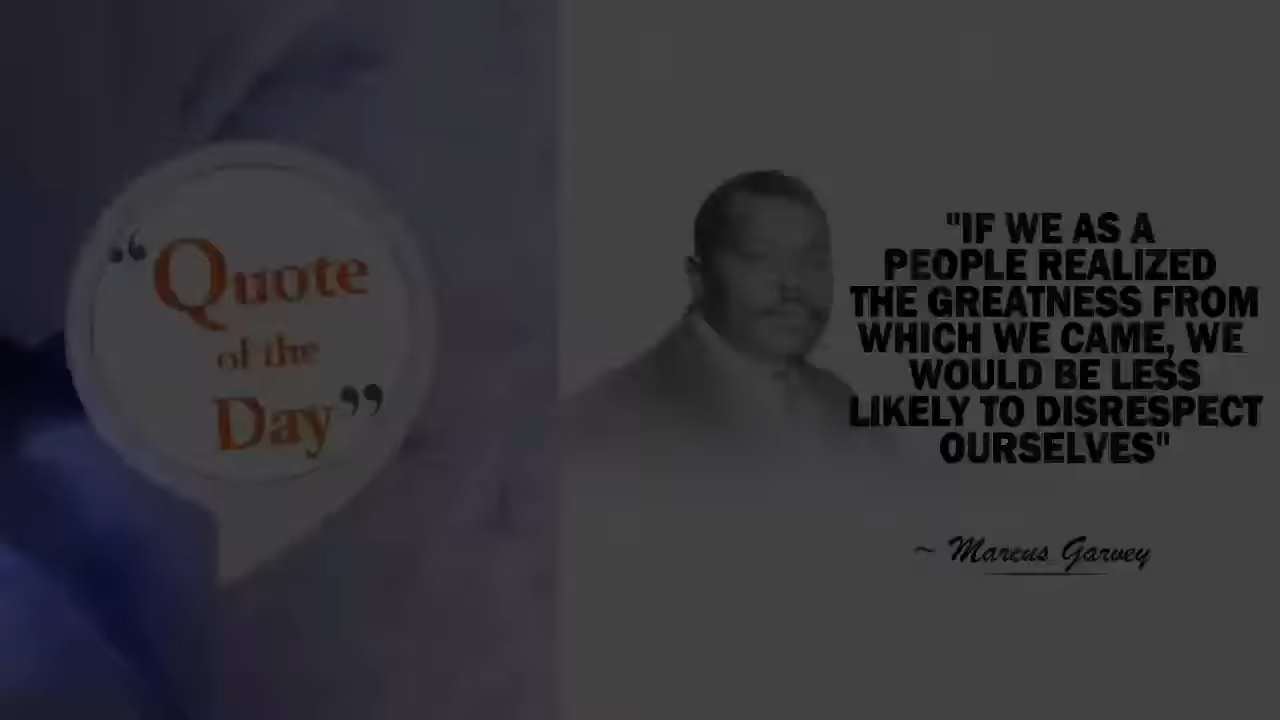 “Quote
of the
Day”
"IF WE AS A
PEOPLE REALIZED
THE GREATNESS FROM
WHICH WE CAME, WE
WOULD BE LESS
LIKELY TO DISRESPECT
OURSELVES"
~ Marcus Garvey